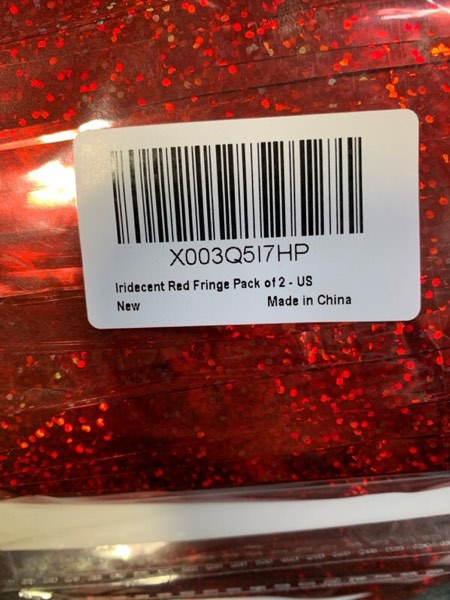 X003Q5I7HP
Iridecent Red Fringe Pack of 2 - US
New
Made in China